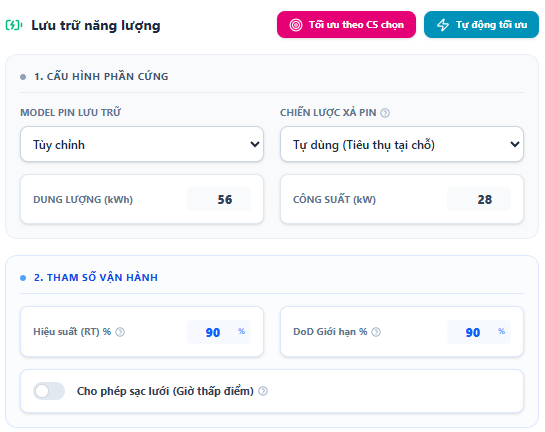 Lưu trữ năng lượng
Tối ưu theo CS chọn
Tự động tối ưu
1. CẤU HÌNH PHẦN CỨNG
MODEL PIN LƯU TRỮ
CHIẾN LƯỢC XẢ PIN
Tùy chỉnh
Tự dùng (Tiêu thụ tại chỗ)
DUNG LƯỢNG (kWh) 56
CÔNG SUẤT (kW) 28
2. THAM SỐ VẬN HÀNH
Hiệu suất (RT) % 90 %
DoD Giới hạn % 90 %
Cho phép sạc lưới (Giờ thấp điểm)